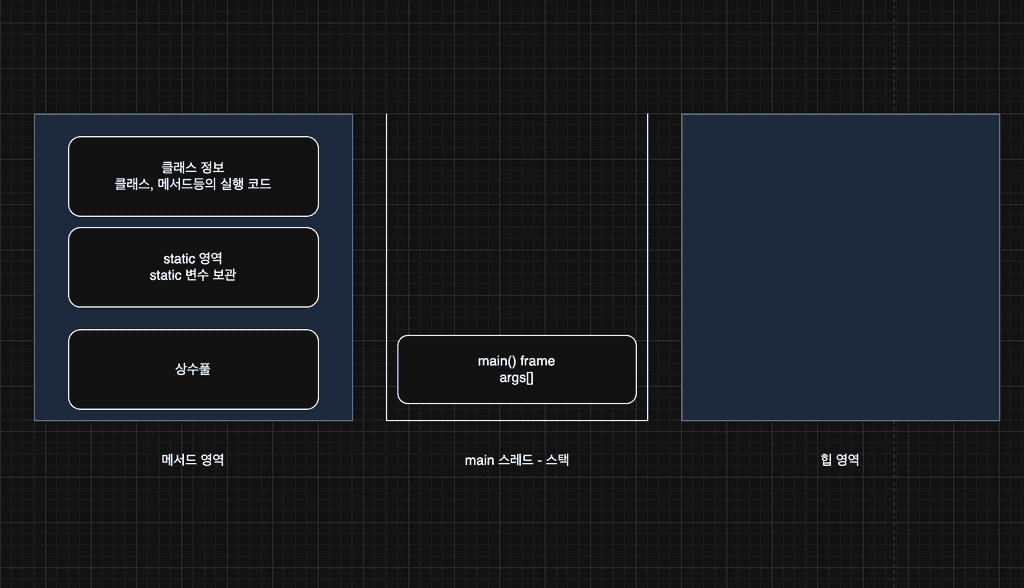 클래스 정보
클래스, 메서드등의 실행 코드
static 영역
static 변수 보관
상수풀
main() frame
args[]
메서드 영역
main 스레드 - 스택
힙 영역